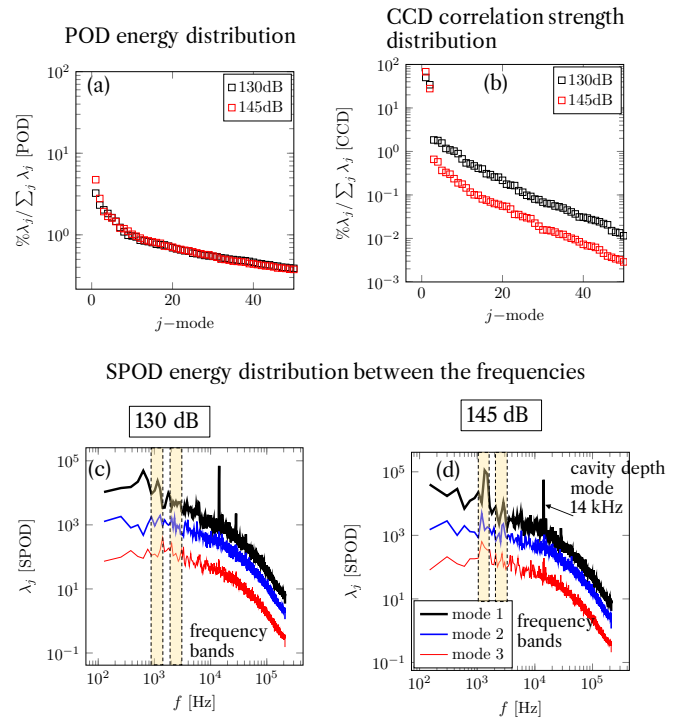 POD energy distribution
CCD correlation strength
distribution
(a)
130dB
145dB
10^2
10^1
10^0
%λ_j/ ∑_j λ_j [POD]
0
20
40
j−mode
(b)
130dB
145dB
10^2
10^1
10^0
10^−1
10^−2
10^−3
%λ_j/ ∑_j λ_j [CCD]
0
20
40
j−mode
SPOD energy distribution between the frequencies
130 dB
145 dB
(c)
10^5
10^3
10^1
10^−1
λ_j [SPOD]
frequency
bands
10^2
10^3
10^4
10^5
f [Hz]
(d)
cavity depth
mode
14 kHz
10^5
10^3
10^1
10^−1
λ_j [SPOD]
mode 1
mode 2
mode 3
frequency
bands
10^2
10^3
10^4
10^5
f [Hz]